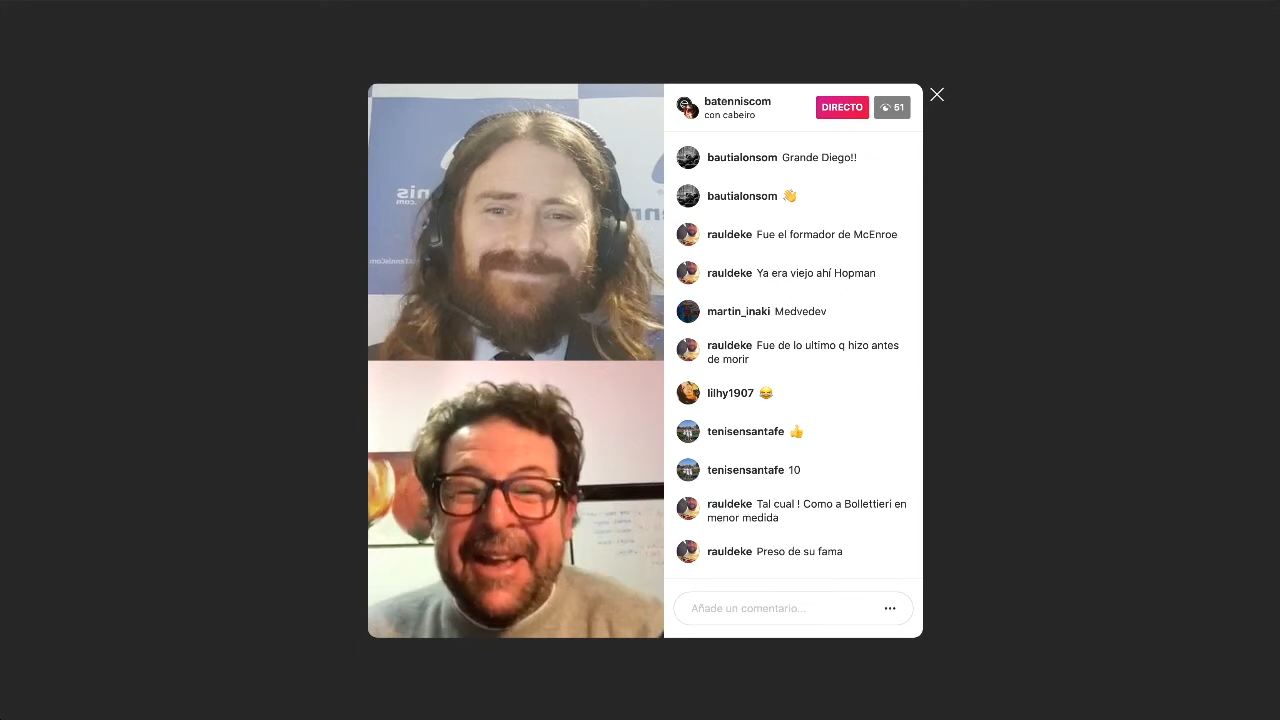 batenniscom
con cabeiro
DIRECTO
51
bautialonsom Grande Diego!!
bautialonsom 👋
rauldeke Fue el formador de McEnroe
rauldeke Ya era viejo ahí Hopman
martin_inaki Medvedev
rauldeke Fue de lo ultimo q hizo antes
de morir
lilhy1907 😂
tenisensantafe 👍
tenisensantafe 10
rauldeke Tal cual ! Como a Bollettieri en
menor medida
rauldeke Preso de su fama
Añade un comentario...
nis
.com